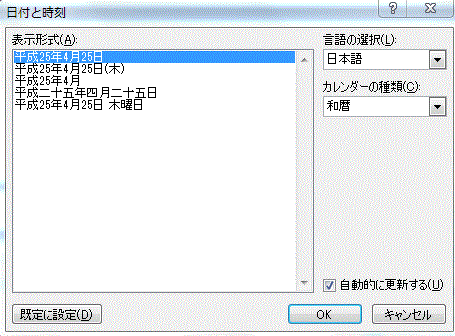 日付と時刻
表示形式(A):
平成25年4月25日
平成25年4月25日(木)
平成25年4月
平成二十五年四月二十五日
平成25年4月25日 木曜日
言語の選択(L):
日本語
カレンダーの種類(C):
和暦
自動的に更新する(U)
既定に設定(D)
OK
キャンセル